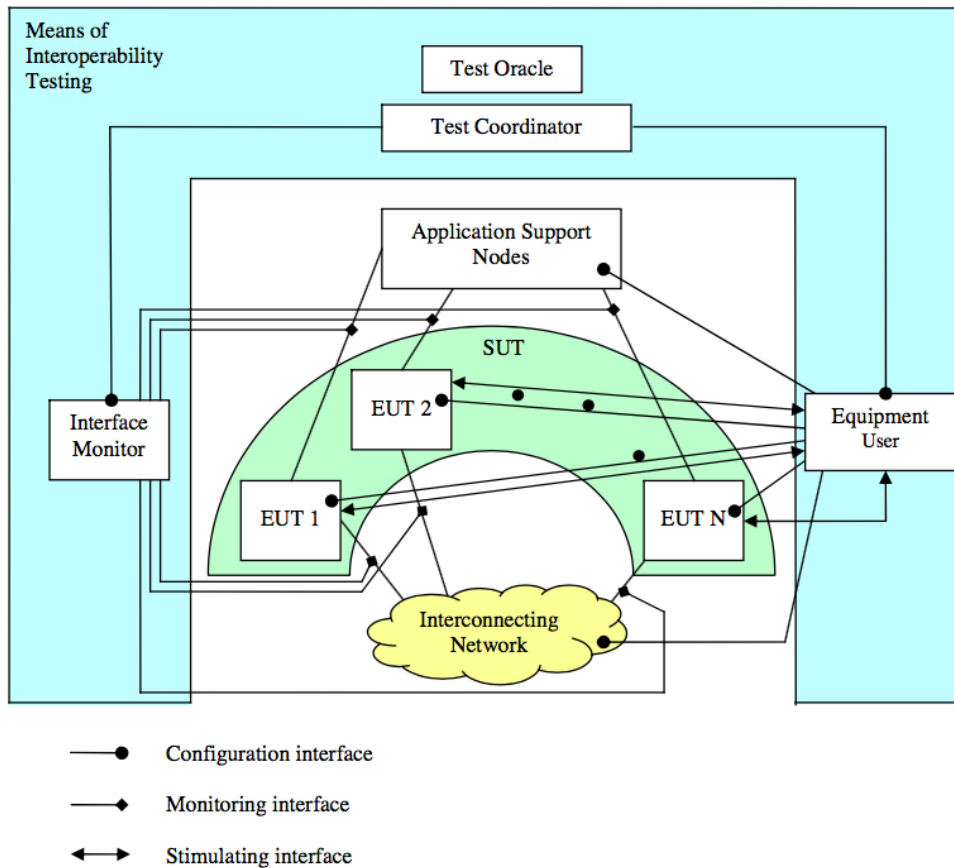 Means of
Interoperability
Testing
Test Oracle
Test Coordinator
Application Support
Nodes
SUT
EUT 2
Interface
Monitor
Equipment
User
EUT 1
EUT N
Interconnecting
Network
Configuration interface
Monitoring interface
Stimulating interface